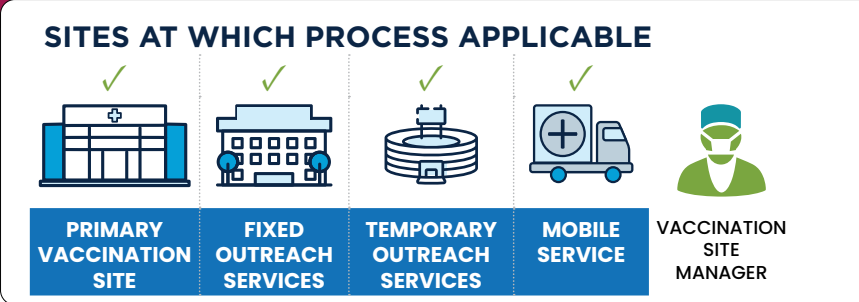 SITES AT WHICH PROCESS APPLICABLE
PRIMARY
VACCINATION
SITE
FIXED
OUTREACH
SERVICES
TEMPORARY
OUTREACH
SERVICES
MOBILE
SERVICE
VACCINATION
SITE
MANAGER